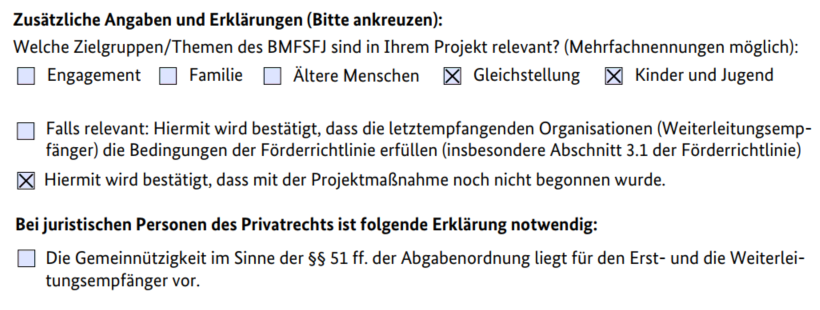 Zusätzliche Angaben und Erklärungen (Bitte ankreuzen):
Welche Zielgruppen/Themen des BMFSFJ sind in Ihrem Projekt relevant? (Mehrfachnennungen möglich):
☐ Engagement ☐ Familie ☐ Ältere Menschen ☒ Gleichstellung ☒ Kinder und Jugend
☐ Falls relevant: Hiermit wird bestätigt, dass die letztempfangenden Organisationen (Weiterleitungsemp-
fänger) die Bedingungen der Förderrichtlinie erfüllen (insbesondere Abschnitt 3.1 der Förderrichtlinie)
☒ Hiermit wird bestätigt, dass mit der Projektmaßnahme noch nicht begonnen wurde.
Bei juristischen Personen des Privatrechts ist folgende Erklärung notwendig:
☐ Die Gemeinnützigkeit im Sinne der §§ 51 ff. der Abgabenordnung liegt für den Erst- und die Weiterlei-
tungsempfänger vor.